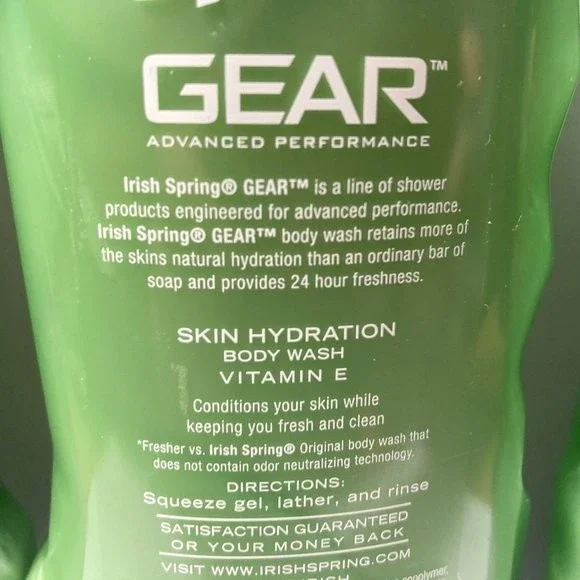 GEAR™
ADVANCED PERFORMANCE
Irish Spring® GEAR™ is a line of shower
products engineered for advanced performance.
Irish Spring® GEAR™ body wash retains more of
the skins natural hydration than an ordinary bar of
soap and provides 24 hour freshness.
SKIN HYDRATION
BODY WASH
VITAMIN E
Conditions your skin while
keeping you fresh and clean
*Fresher vs. Irish Spring® Original body wash that
does not contain odor neutralizing technology.
DIRECTIONS:
Squeeze gel, lather, and rinse
SATISFACTION GUARANTEED
OR YOUR MONEY BACK
VISIT WWW.IRISHSPRING.COM